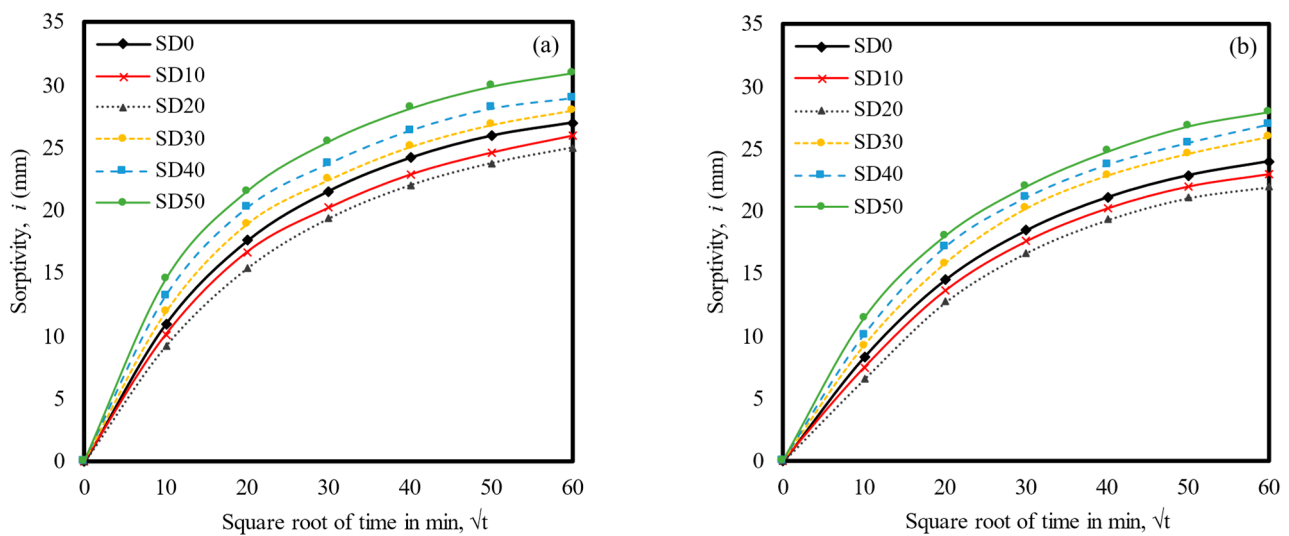 35
30
25
20
15
10
5
0
Sorptivity, i (mm)
SD0
SD10
SD20
SD30
SD40
SD50
(a)
0 10 20 30 40 50 60
Square root of time in min, √t
35
30
25
20
15
10
5
0
Sorptivity, i (mm)
SD0
SD10
SD20
SD30
SD40
SD50
(b)
0 10 20 30 40 50 60
Square root of time in min, √t